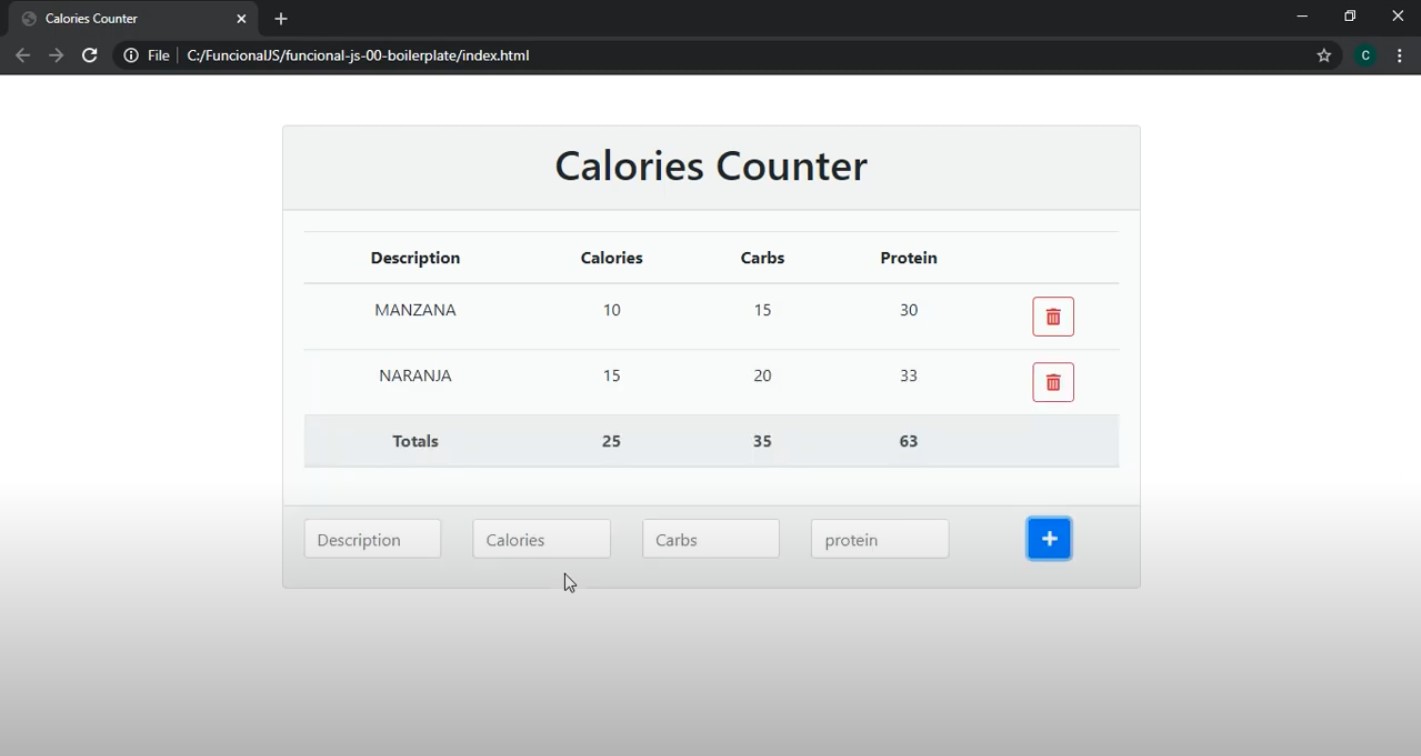 Calories Counter
File C:/FuncionalJS/funcional-js-00-boilerplate/index.html
C
Calories Counter
Description Calories Carbs Protein
MANZANA 10 15 30
NARANJA 15 20 33
Totals 25 35 63
Description Calories Carbs protein